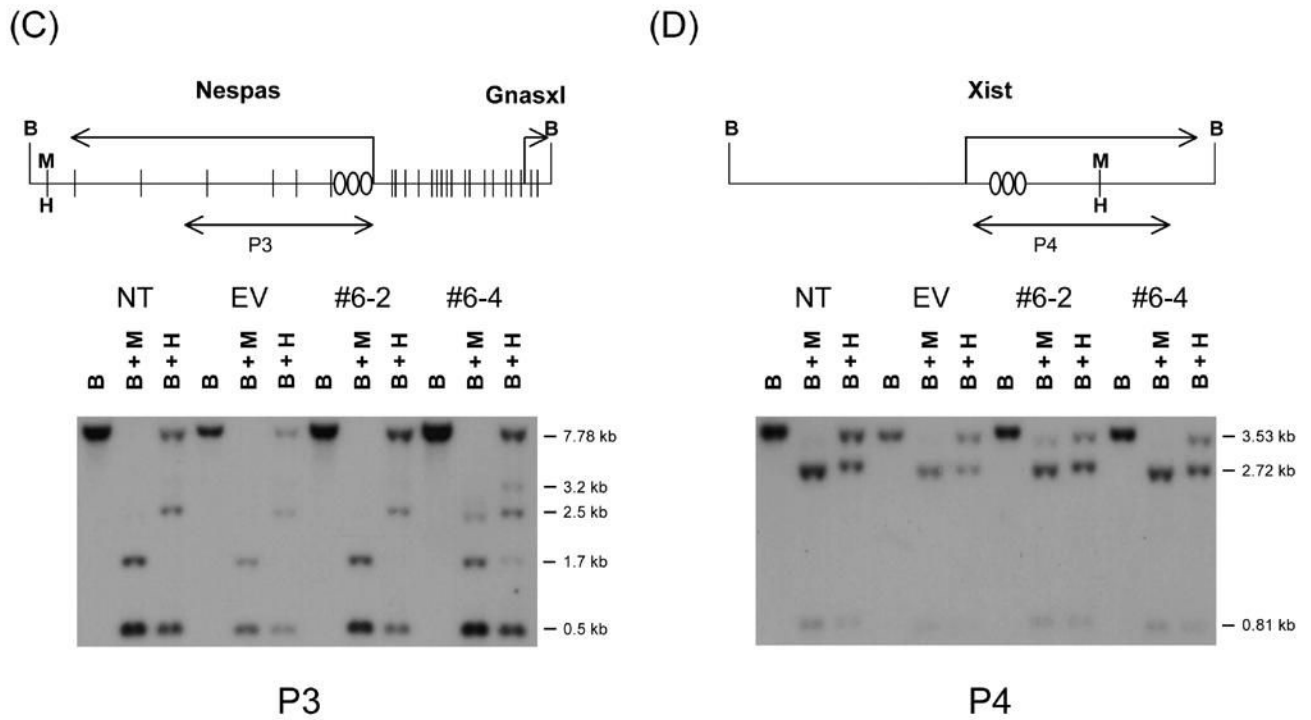 (C)
Nespas
GnasxI
B
B
M
H
P3
NT EV #6-2 #6-4
B B + M B + H B B + M B + H B B + M B + H B B + M B + H
7.78 kb
3.2 kb
2.5 kb
1.7 kb
0.5 kb
P3
(D)
Xist
B
B
M
H
P4
NT EV #6-2 #6-4
B B + M B + H B B + M B + H B B + M B + H B B + M B + H
3.53 kb
2.72 kb
0.81 kb
P4